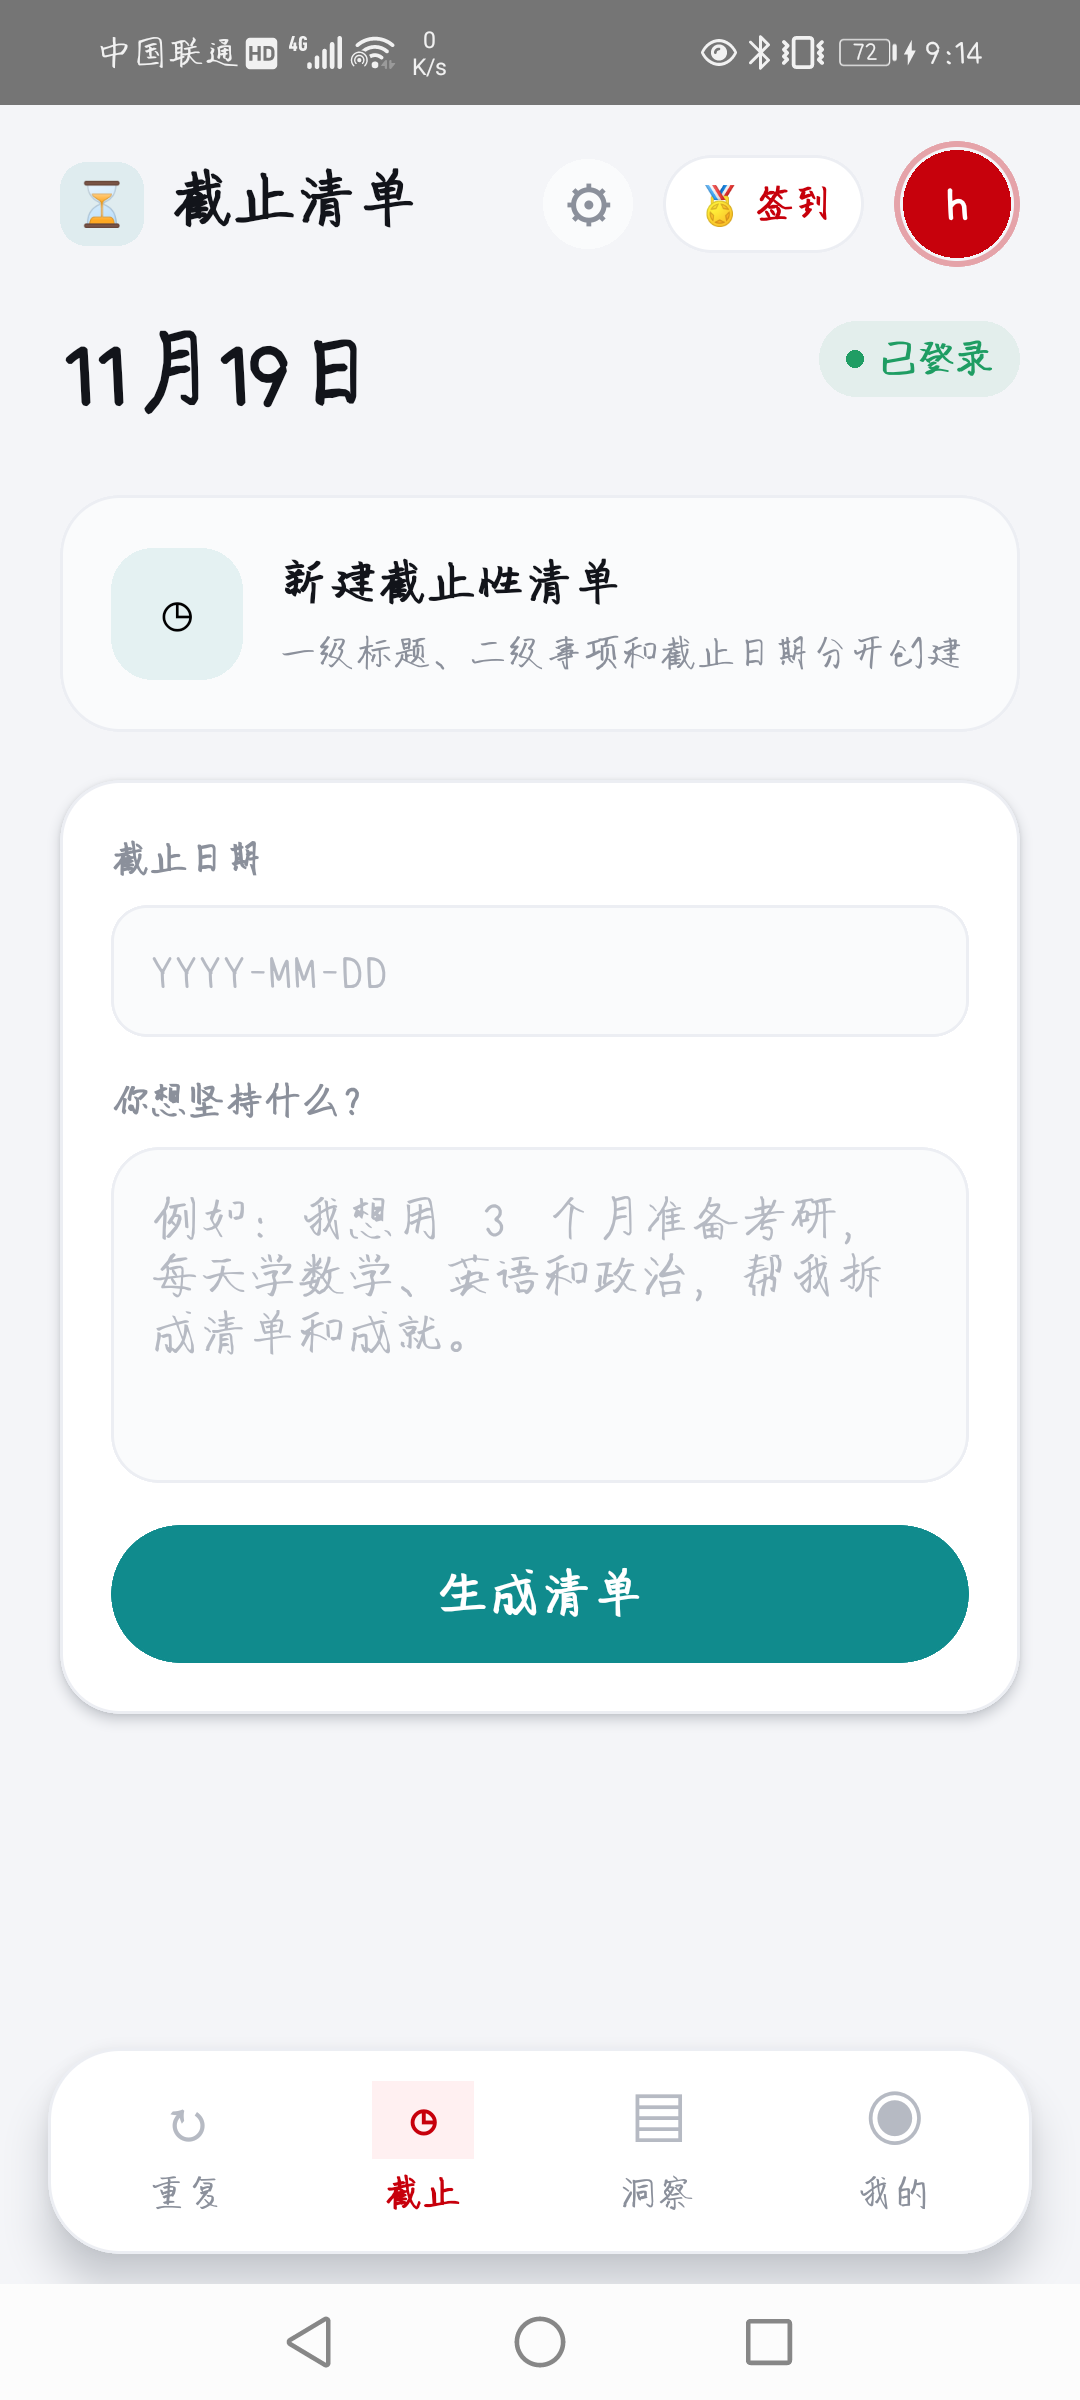 中国联通 HD 4G 0 K/s 72 9:14
截止清单 签到 h
11月19日 已登录
新建截止性清单
一级标题、二级事项和截止日期分开创建
截止日期
YYYY-MM-DD
你想坚持什么?
例如: 我想用 3 个月准备考研,
每天学数学、英语和政治, 帮我拆
成清单和成就。
生成清单
重复 截止 洞察 我的